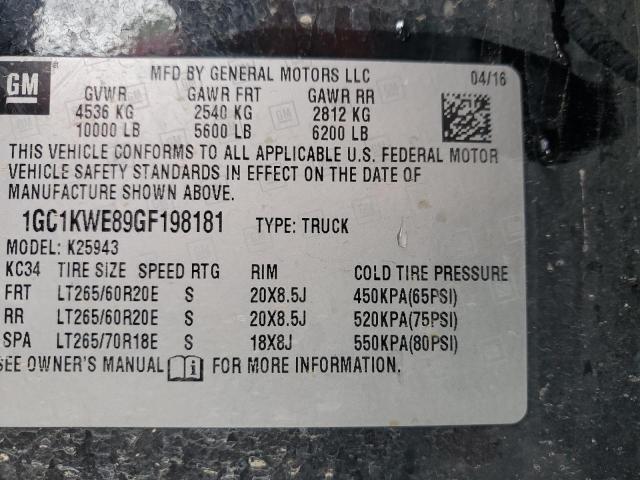 GM
MFD BY GENERAL MOTORS LLC 04/16
GVWR GAWR FRT GAWR RR
4536 KG 2540 KG 2812 KG
10000 LB 5600 LB 6200 LB
THIS VEHICLE CONFORMS TO ALL APPLICABLE U.S. FEDERAL MOTOR
VEHICLE SAFETY STANDARDS IN EFFECT ON THE DATE OF
MANUFACTURE SHOWN ABOVE.
1GC1KWE89GF198181 TYPE: TRUCK
MODEL: K25943
KC34 TIRE SIZE SPEED RTG RIM COLD TIRE PRESSURE
FRT LT265/60R20E S 20X8.5J 450KPA(65PSI)
RR LT265/60R20E S 20X8.5J 520KPA(75PSI)
SPA LT265/70R18E S 18X8J 550KPA(80PSI)
SEE OWNER'S MANUAL FOR MORE INFORMATION.